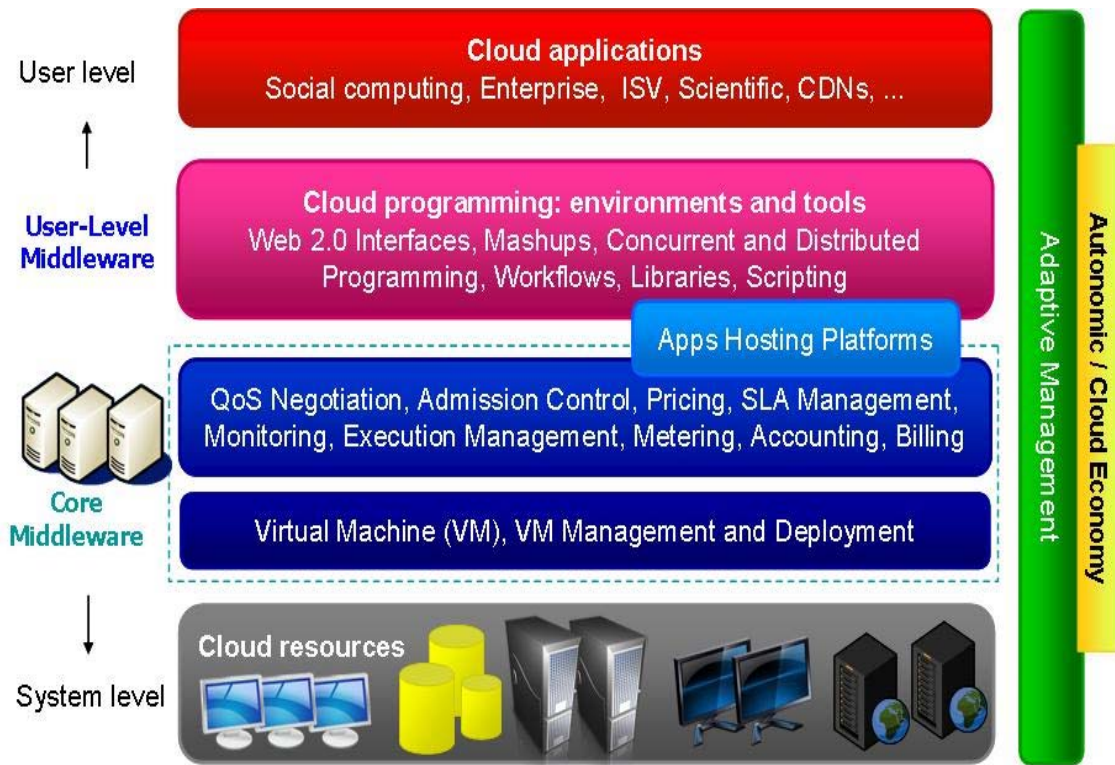 User level
Cloud applications
Social computing, Enterprise, ISV, Scientific, CDNs, ...
User-Level
Middleware
Cloud programming: environments and tools
Web 2.0 Interfaces, Mashups, Concurrent and Distributed
Programming, Workflows, Libraries, Scripting
Apps Hosting Platforms
QoS Negotiation, Admission Control, Pricing, SLA Management,
Monitoring, Execution Management, Metering, Accounting, Billing
Core
Middleware
Virtual Machine (VM), VM Management and Deployment
System level
Cloud resources
Adaptive Management
Autonomic / Cloud Economy